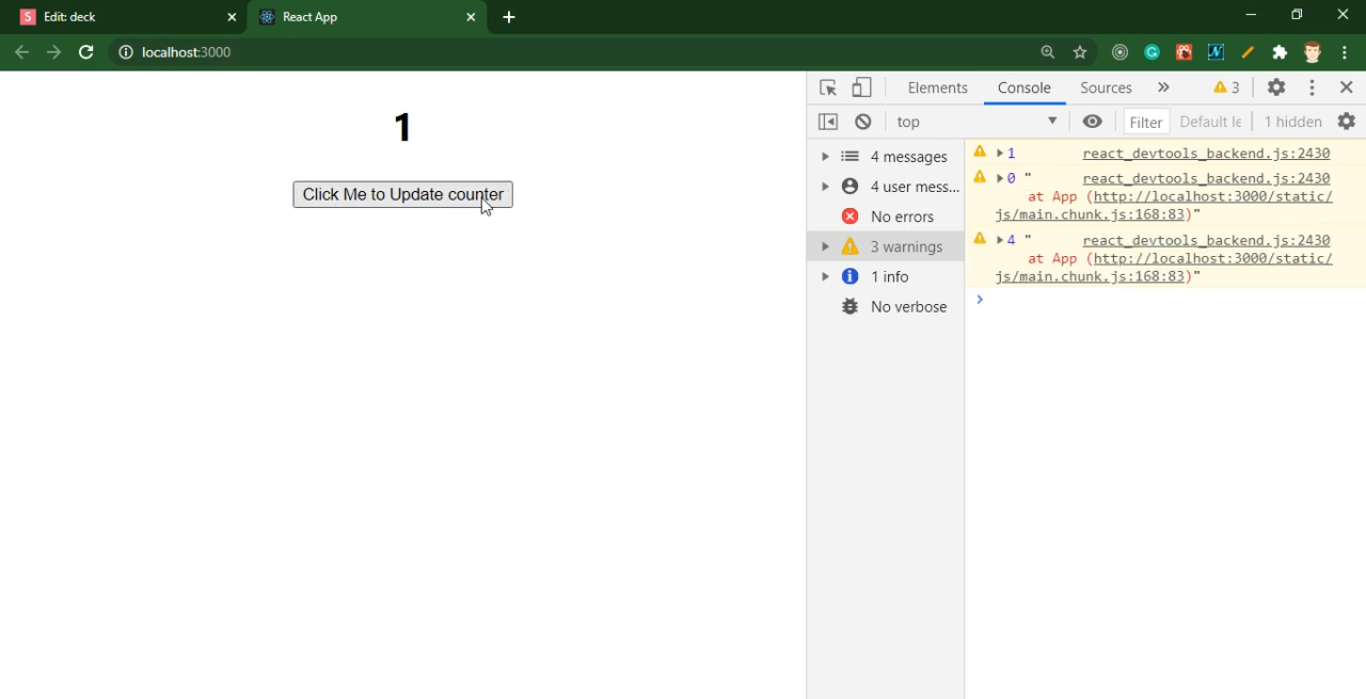 Edit: deck
React App
localhost:3000
1
Click Me to Update counter
Elements
Console
Sources
3
top
Filter
Default le
1 hidden
4 messages
4 user mess...
No errors
3 warnings
1 info
No verbose
1 react_devtools_backend.js:2430
0 " react_devtools_backend.js:2430
at App (http://localhost:3000/static/
js/main.chunk.js:168:83)"
4 " react_devtools_backend.js:2430
at App (http://localhost:3000/static/
js/main.chunk.js:168:83)"